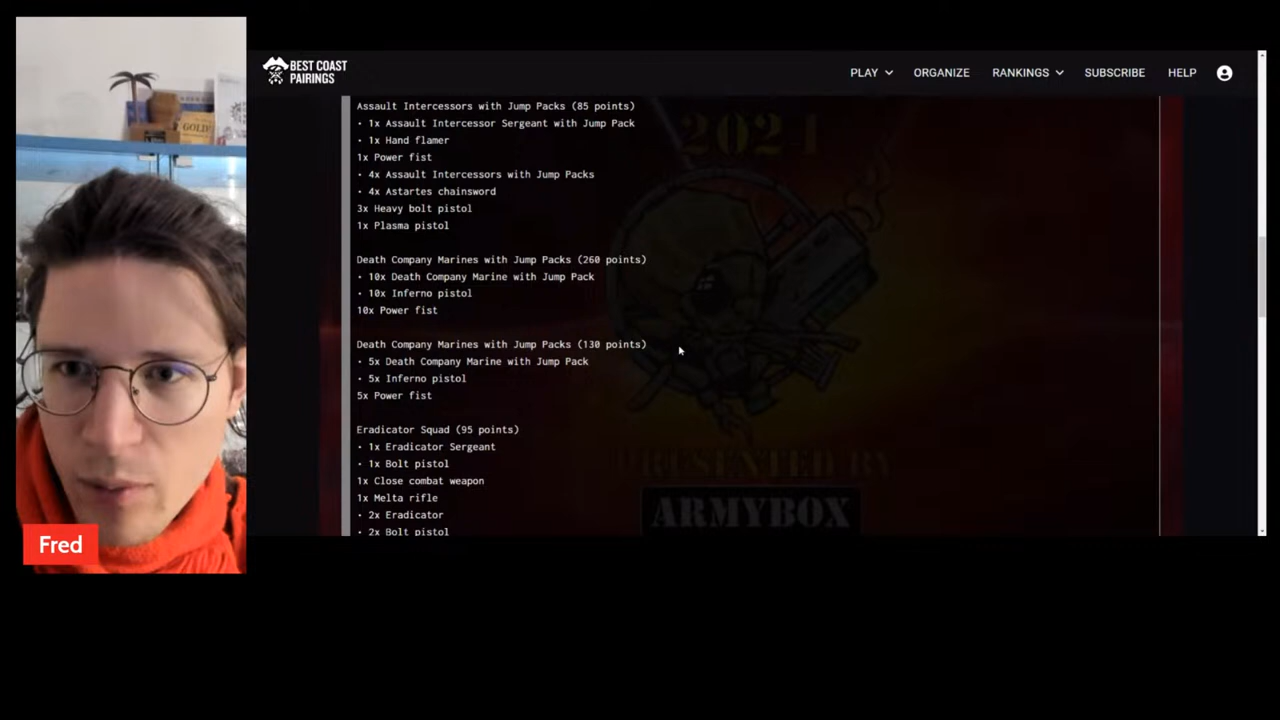 GOLD!
BEST COAST
PAIRINGS
PLAY
ORGANIZE
RANKINGS
SUBSCRIBE
HELP
Assault Intercessors with Jump Packs (85 points)
• 1x Assault Intercessor Sergeant with Jump Pack
• 1x Hand flamer
1x Power fist
• 4x Assault Intercessors with Jump Packs
• 4x Astartes chainsword
3x Heavy bolt pistol
1x Plasma pistol
Death Company Marines with Jump Packs (260 points)
• 10x Death Company Marine with Jump Pack
• 10x Inferno pistol
10x Power fist
Death Company Marines with Jump Packs (130 points)
• 5x Death Company Marine with Jump Pack
• 5x Inferno pistol
5x Power fist
Eradicator Squad (95 points)
• 1x Eradicator Sergeant
• 1x Bolt pistol
1x Close combat weapon
1x Melta rifle
• 2x Eradicator
• 2x Bolt pistol
2024
PRESENTED BY
ARMYBOX
Fred